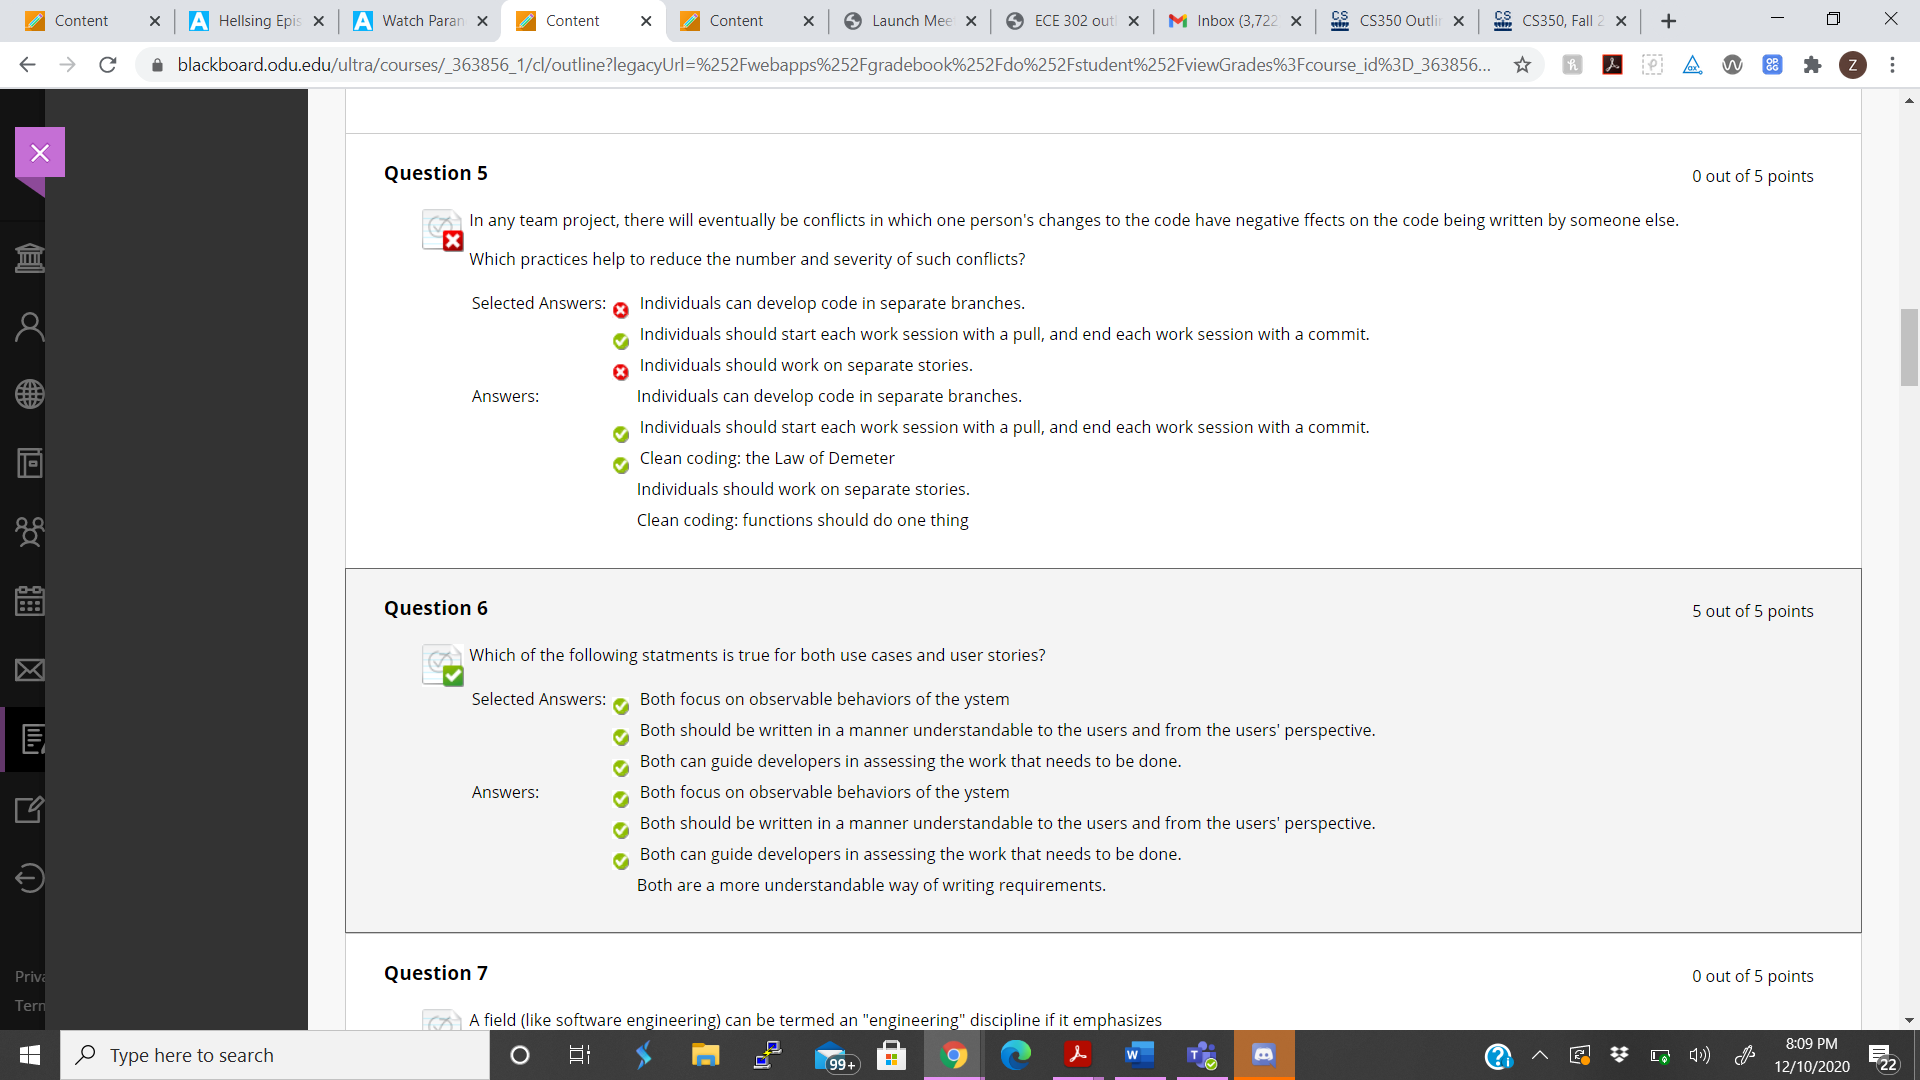 Content
Hellsing Epis
Watch Paran
Content
Content
Launch Mee
ECE 302 outl
Inbox (3,722
CS350 Outlin
CS350, Fall 2
blackboard.odu.edu/ultra/courses/_363856_1/cl/outline?legacyUrl=%252Fwebapps%252Fgradebook%252Fdo%252Fstudent%252FviewGrades%3Fcourse_id%3D_363856...
Z
Question 5
0 out of 5 points
In any team project, there will eventually be conflicts in which one person's changes to the code have negative ffects on the code being written by someone else.
Which practices help to reduce the number and severity of such conflicts?
Selected Answers: Individuals can develop code in separate branches.
Individuals should start each work session with a pull, and end each work session with a commit.
Individuals should work on separate stories.
Answers: Individuals can develop code in separate branches.
Individuals should start each work session with a pull, and end each work session with a commit.
Clean coding: the Law of Demeter
Individuals should work on separate stories.
Clean coding: functions should do one thing
Question 6
5 out of 5 points
Which of the following statments is true for both use cases and user stories?
Selected Answers: Both focus on observable behaviors of the ystem
Both should be written in a manner understandable to the users and from the users' perspective.
Both can guide developers in assessing the work that needs to be done.
Answers: Both focus on observable behaviors of the ystem
Both should be written in a manner understandable to the users and from the users' perspective.
Both can guide developers in assessing the work that needs to be done.
Both are a more understandable way of writing requirements.
Question 7
0 out of 5 points
A field (like software engineering) can be termed an "engineering" discipline if it emphasizes
Priva
Term
Type here to search
99+
8:09 PM
12/10/2020
22